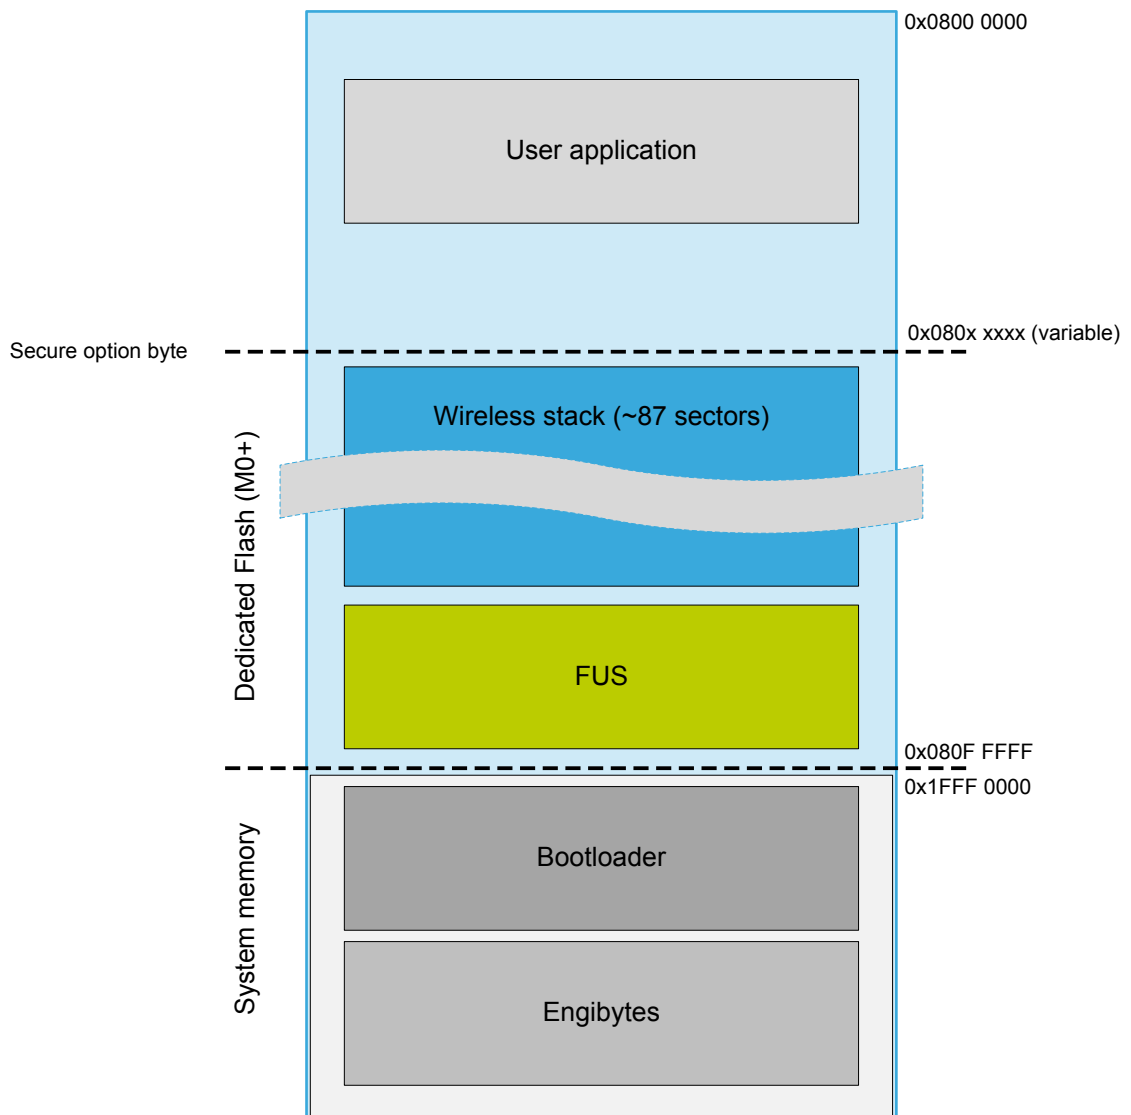 0x0800 0000
User application
0x080x xxxx (variable)
Secure option byte
Wireless stack (~87 sectors)
Dedicated Flash (M0+)
FUS
0x080F FFFF
0x1FFF 0000
Bootloader
System memory
Engibytes